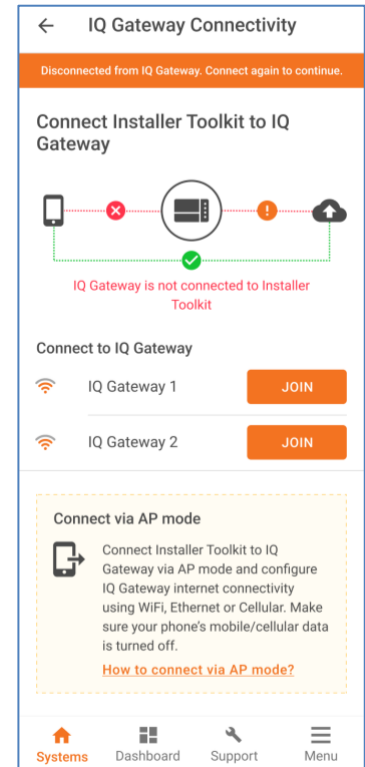 IQ Gateway Connectivity
Disconnected from IQ Gateway. Connect again to continue.
Connect Installer Toolkit to IQ
Gateway
IQ Gateway is not connected to Installer
Toolkit
Connect to IQ Gateway
IQ Gateway 1
JOIN
IQ Gateway 2
JOIN
Connect via AP mode
Connect Installer Toolkit to IQ
Gateway via AP mode and configure
IQ Gateway internet connectivity
using WiFi, Ethernet or Cellular. Make
sure your phone's mobile/cellular data
is turned off.
How to connect via AP mode?
Systems
Dashboard
Support
Menu